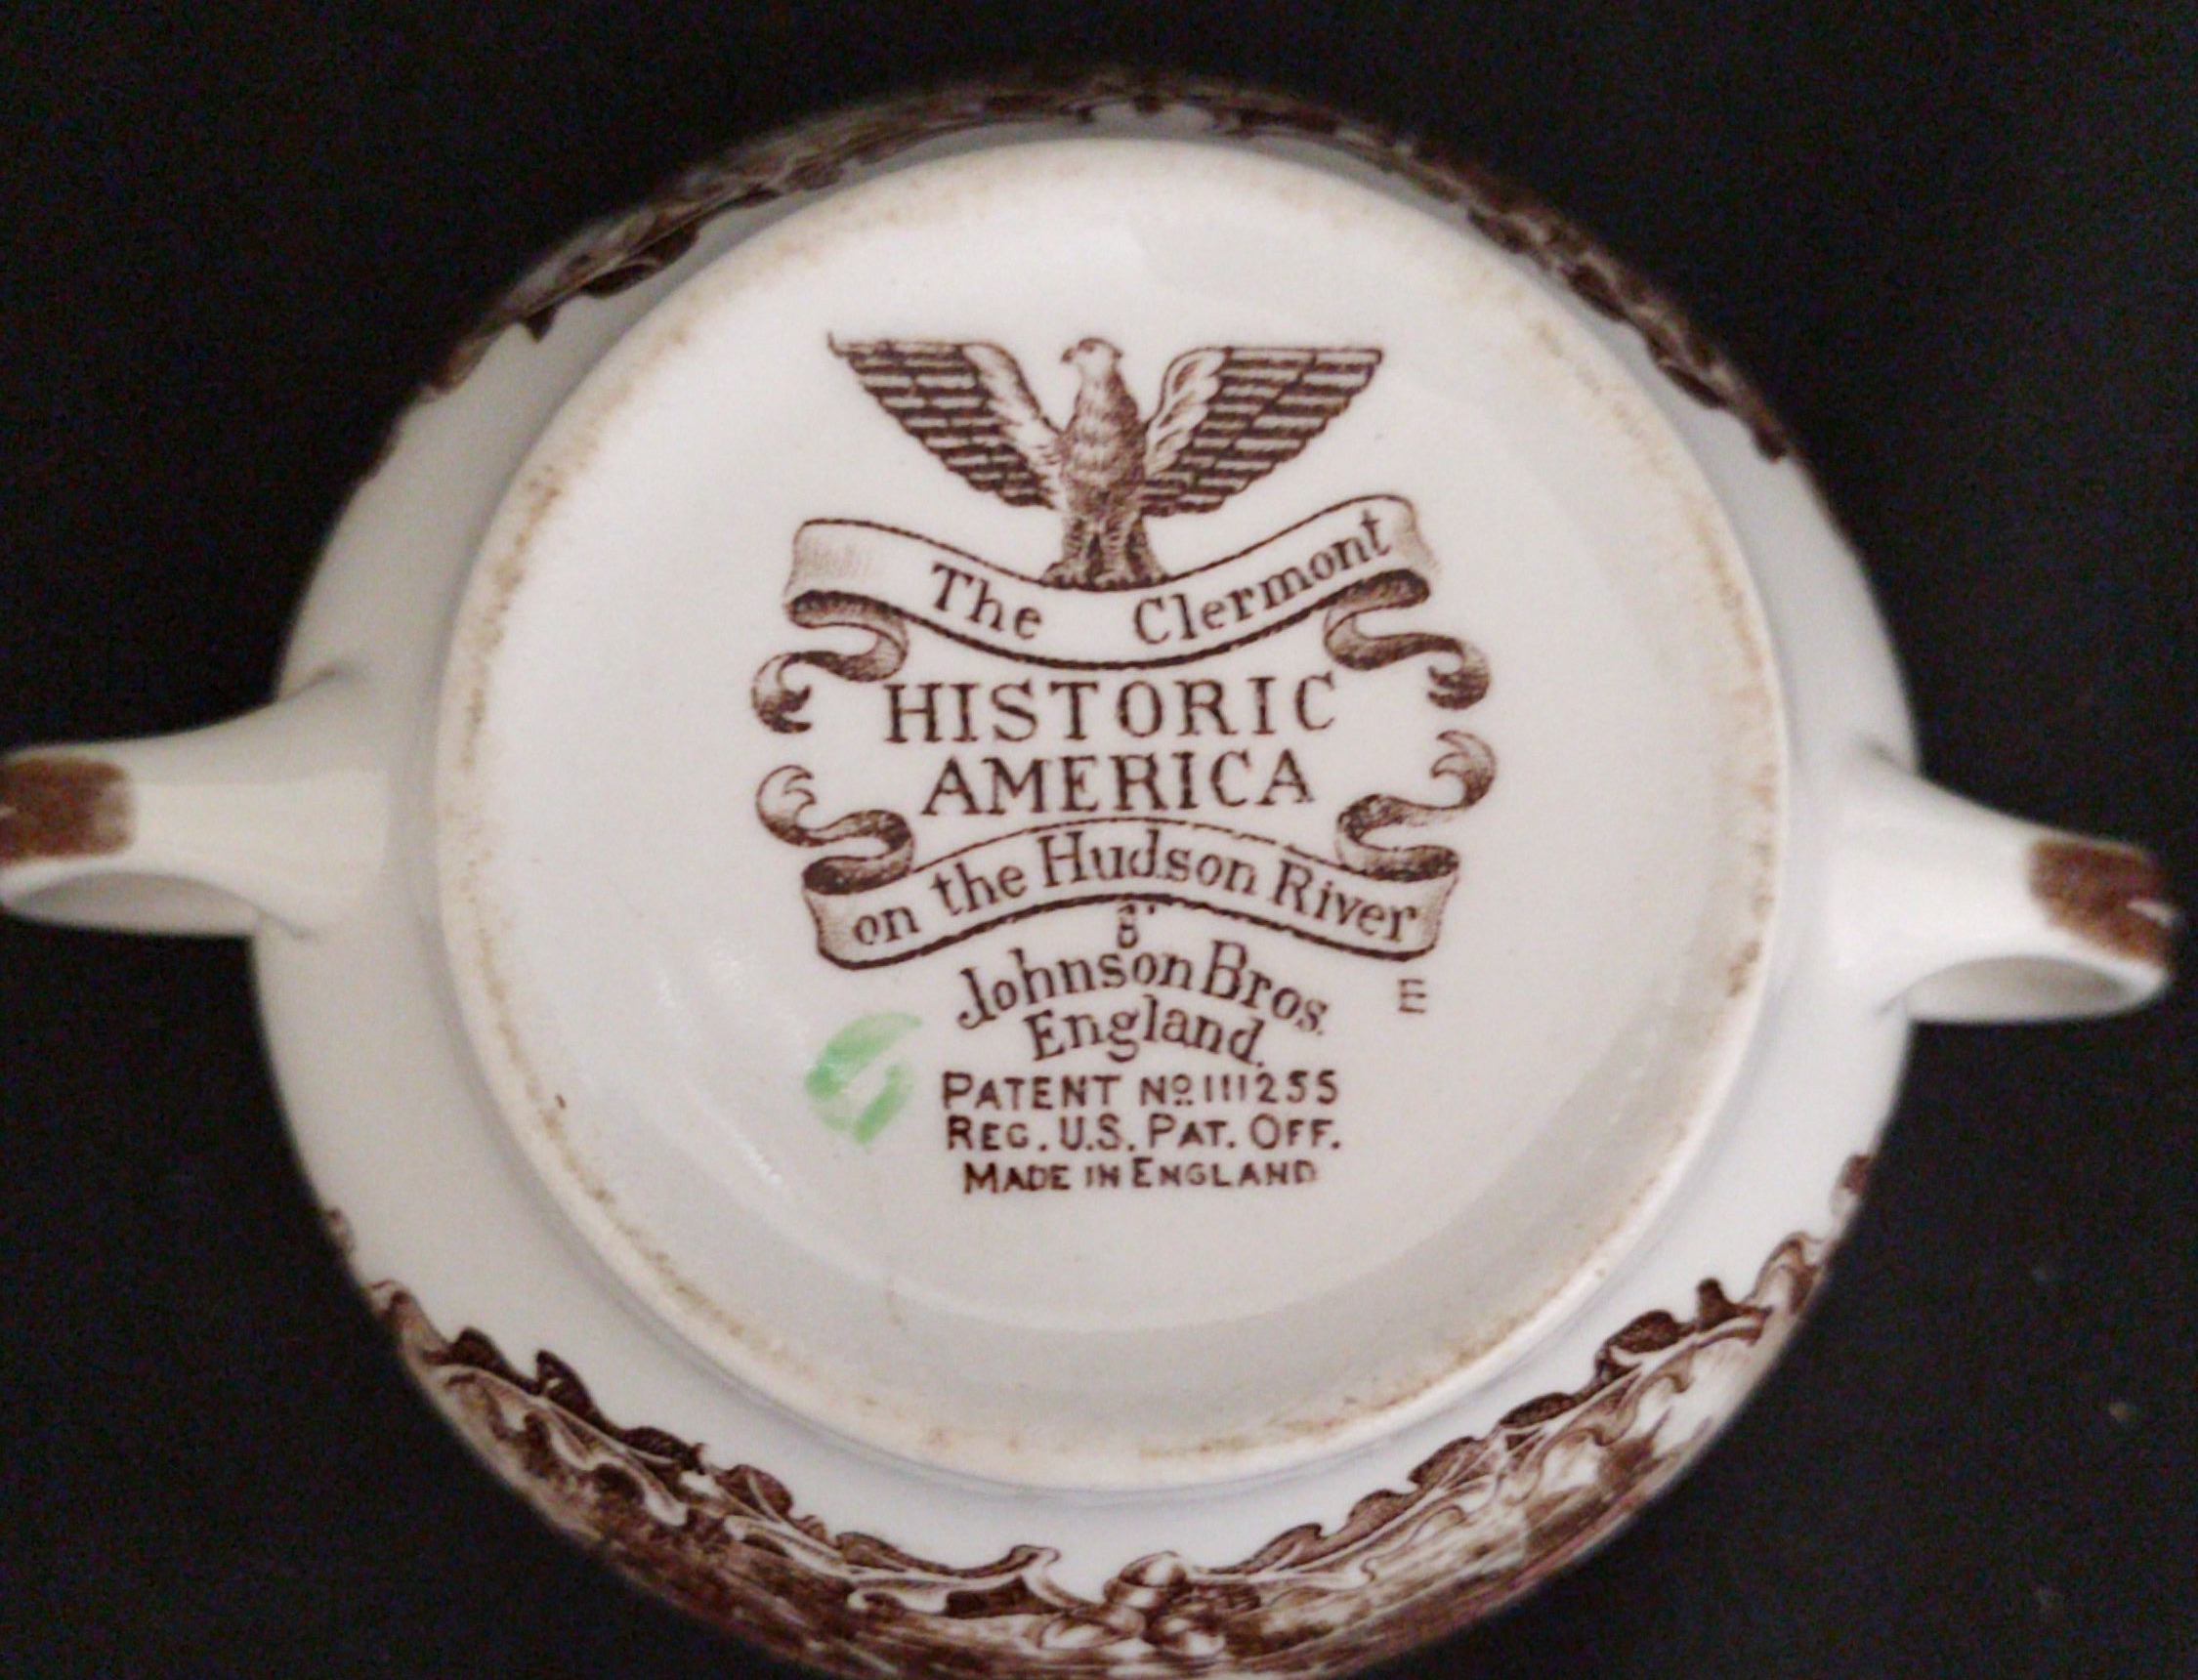 The Clermont
HISTORIC
AMERICA
on the Hudson River
Johnson Bros.
England.
E
PATENT Nº 111255
REG. U.S. PAT. OFF.
MADE IN ENGLAND